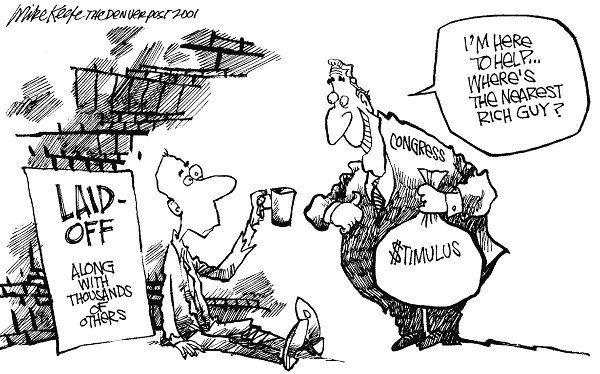 Mike Keefe THE DENVER POST 2001
I'M HERE
TO HELP...
WHERE'S
THE NEAREST
RICH GUY?
CONGRESS
$TIMULUS
LAID-
OFF
ALONG
WITH
THOUSANDS
OF
OTHERS